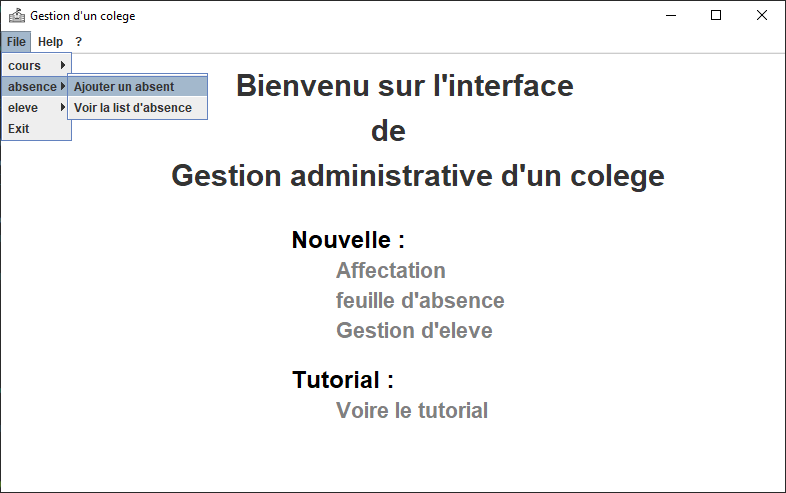 Gestion d'un colege
File Help ?
cours
absence
eleve
Exit
Ajouter un absent
Voir la list d'absence
Bienvenu sur l'interface
de
Gestion administrative d'un colege
Nouvelle :
Affectation
feuille d'absence
Gestion d'eleve
Tutorial :
Voire le tutorial